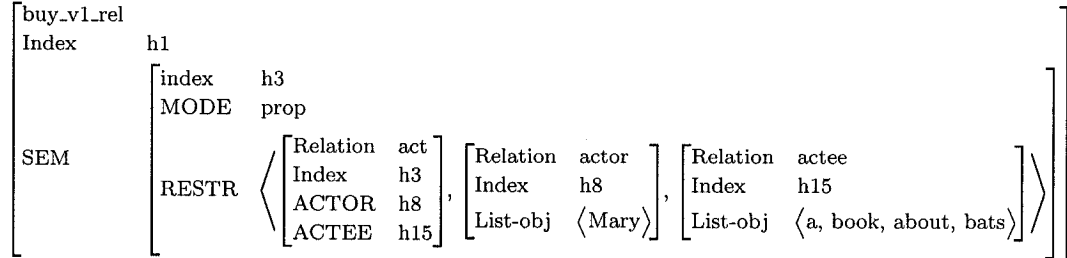 buy_v1_rel
Index h1
SEM
index h3
MODE prop
RESTR
⟨[Relation act
Index h3
ACTOR h8
ACTEE h15],
[Relation actor
Index h8
List-obj ⟨Mary⟩],
[Relation actee
Index h15
List-obj ⟨a, book, about, bats⟩]⟩